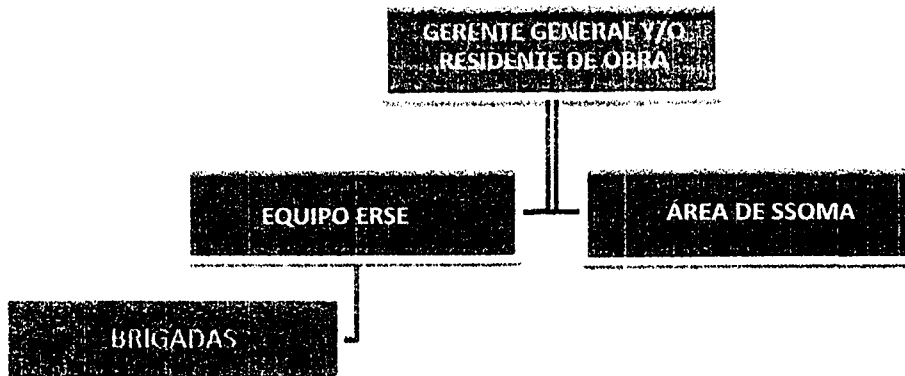 GERENTE GENERAL Y/O
RESIDENTE DE OBRA
EQUIPO ERSE
ÁREA DE SSOMA
BRIGADAS